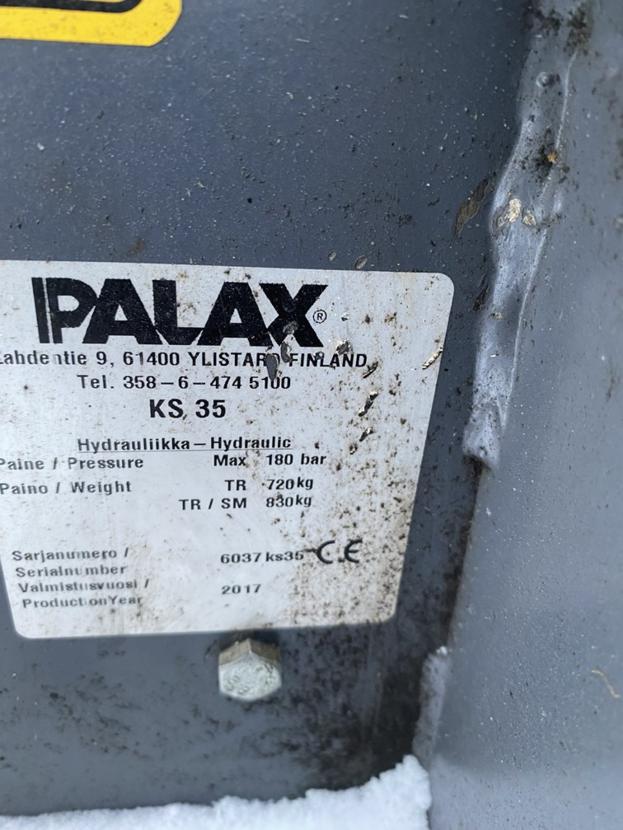 PALAX®
Lahdentie 9, 61400 YLISTARO FINLAND
Tel. 358-6-474 5100
KS 35
Hydrauliikka – Hydraulic
Paine / Pressure Max 180 bar
Paino / Weight TR 720kg
TR / SM 830kg
Sarjanumero /
Serialnumber 6037 ks35 CE
Valmistusvuosi /
ProductionYear 2017